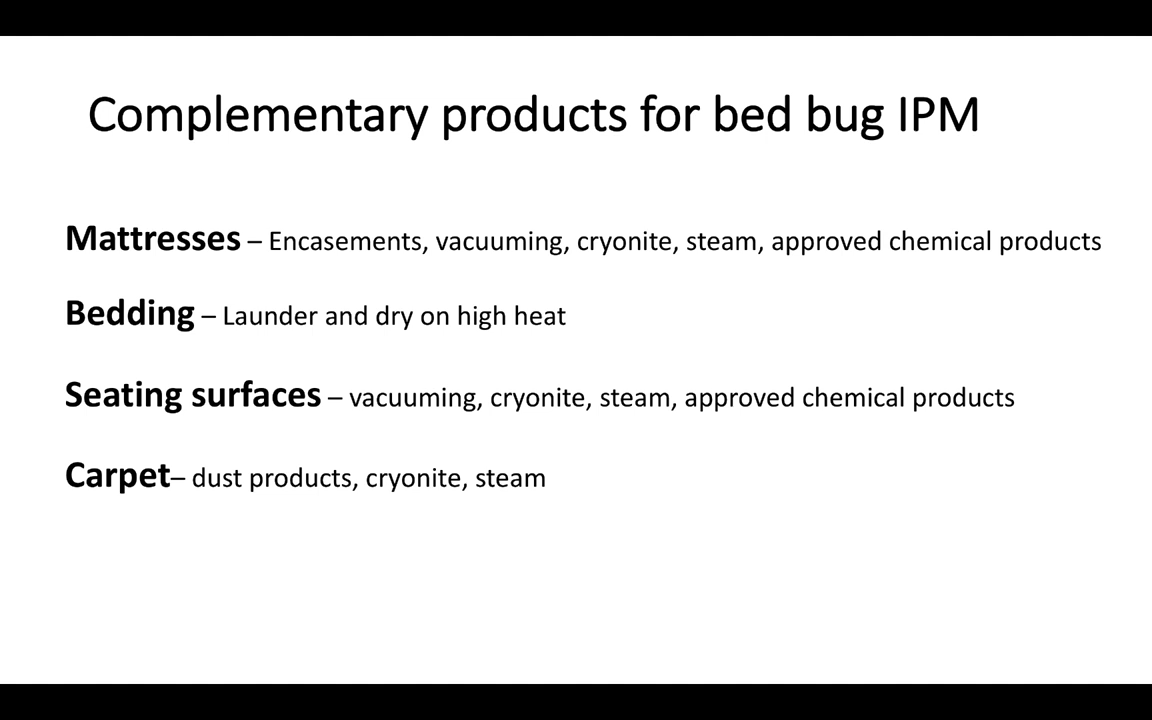 Complementary products for bed bug IPM
Mattresses – Encasements, vacuuming, cryonite, steam, approved chemical products
Bedding – Launder and dry on high heat
Seating surfaces – vacuuming, cryonite, steam, approved chemical products
Carpet– dust products, cryonite, steam